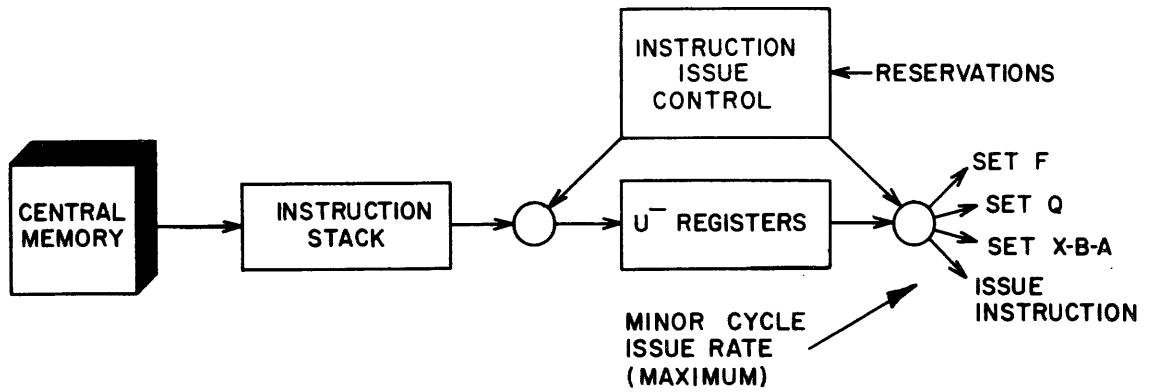 INSTRUCTION
ISSUE
CONTROL
RESERVATIONS
CENTRAL
MEMORY
INSTRUCTION
STACK
U⁻ REGISTERS
SET F
SET Q
SET X-B-A
ISSUE
INSTRUCTION
MINOR CYCLE
ISSUE RATE
(MAXIMUM)